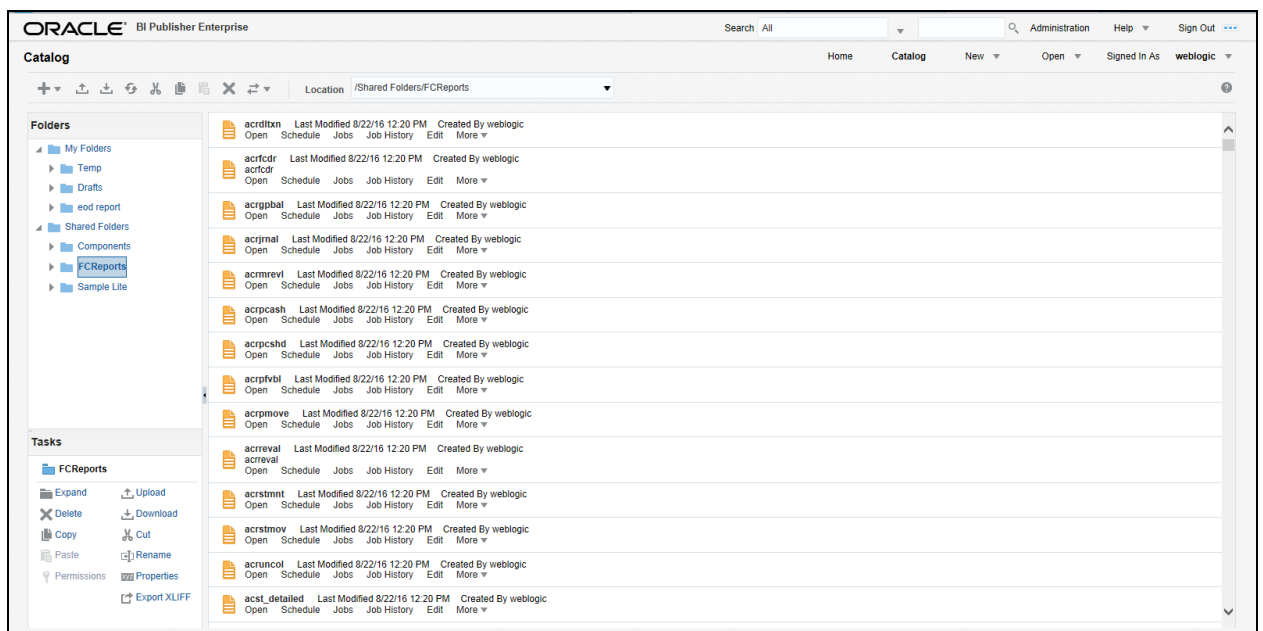 ORACLE BI Publisher Enterprise Search All Administration Help Sign Out
Catalog Home Catalog New Open Signed In As weblogic
Location /Shared Folders/FCReports
Folders
My Folders
Temp
Drafts
eod report
Shared Folders
Components
FCReports
Sample Lite
Tasks
FCReports
Expand Upload
Delete Download
Copy Cut
Paste Rename
Permissions Properties
Export XLIFF
acrdltxn Last Modified 8/22/16 12:20 PM Created By weblogic
Open Schedule Jobs Job History Edit More
acrfcdr Last Modified 8/22/16 12:20 PM Created By weblogic
acrfcdr
Open Schedule Jobs Job History Edit More
acrgpbal Last Modified 8/22/16 12:20 PM Created By weblogic
Open Schedule Jobs Job History Edit More
acrjrnal Last Modified 8/22/16 12:20 PM Created By weblogic
Open Schedule Jobs Job History Edit More
acrmrevl Last Modified 8/22/16 12:20 PM Created By weblogic
Open Schedule Jobs Job History Edit More
acrpcash Last Modified 8/22/16 12:20 PM Created By weblogic
Open Schedule Jobs Job History Edit More
acrpcshd Last Modified 8/22/16 12:20 PM Created By weblogic
Open Schedule Jobs Job History Edit More
acrpfvbl Last Modified 8/22/16 12:20 PM Created By weblogic
Open Schedule Jobs Job History Edit More
acrpmove Last Modified 8/22/16 12:20 PM Created By weblogic
Open Schedule Jobs Job History Edit More
acrreval Last Modified 8/22/16 12:20 PM Created By weblogic
acrreval
Open Schedule Jobs Job History Edit More
acrstmnt Last Modified 8/22/16 12:20 PM Created By weblogic
Open Schedule Jobs Job History Edit More
acrstmov Last Modified 8/22/16 12:20 PM Created By weblogic
Open Schedule Jobs Job History Edit More
acruncol Last Modified 8/22/16 12:20 PM Created By weblogic
Open Schedule Jobs Job History Edit More
acst_detailed Last Modified 8/22/16 12:20 PM Created By weblogic
Open Schedule Jobs Job History Edit More